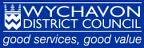 WYCHAVON
DISTRICT COUNCIL
good services, good value